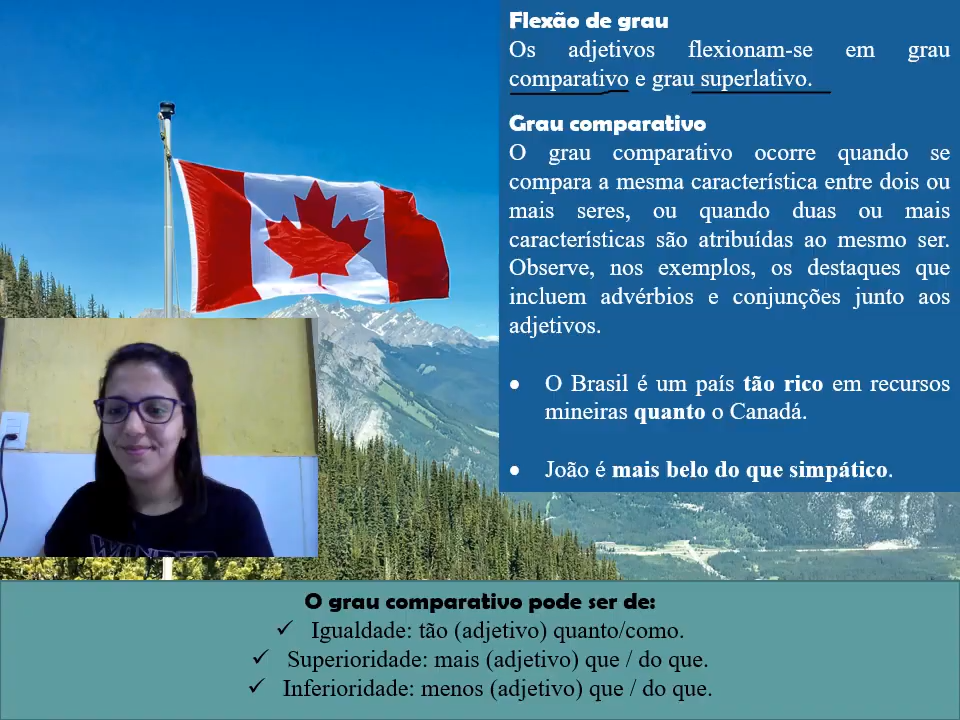 Flexão de grau
Os adjetivos flexionam-se em grau
comparativo e grau superlativo.
Grau comparativo
O grau comparativo ocorre quando se
compara a mesma característica entre dois ou
mais seres, ou quando duas ou mais
características são atribuídas ao mesmo ser.
Observe, nos exemplos, os destaques que
incluem advérbios e conjunções junto aos
adjetivos.
• O Brasil é um país tão rico em recursos
mineiras quanto o Canadá.
• João é mais belo do que simpático.
WONDER
O grau comparativo pode ser de:
✓ Igualdade: tão (adjetivo) quanto/como.
✓ Superioridade: mais (adjetivo) que / do que.
✓ Inferioridade: menos (adjetivo) que / do que.